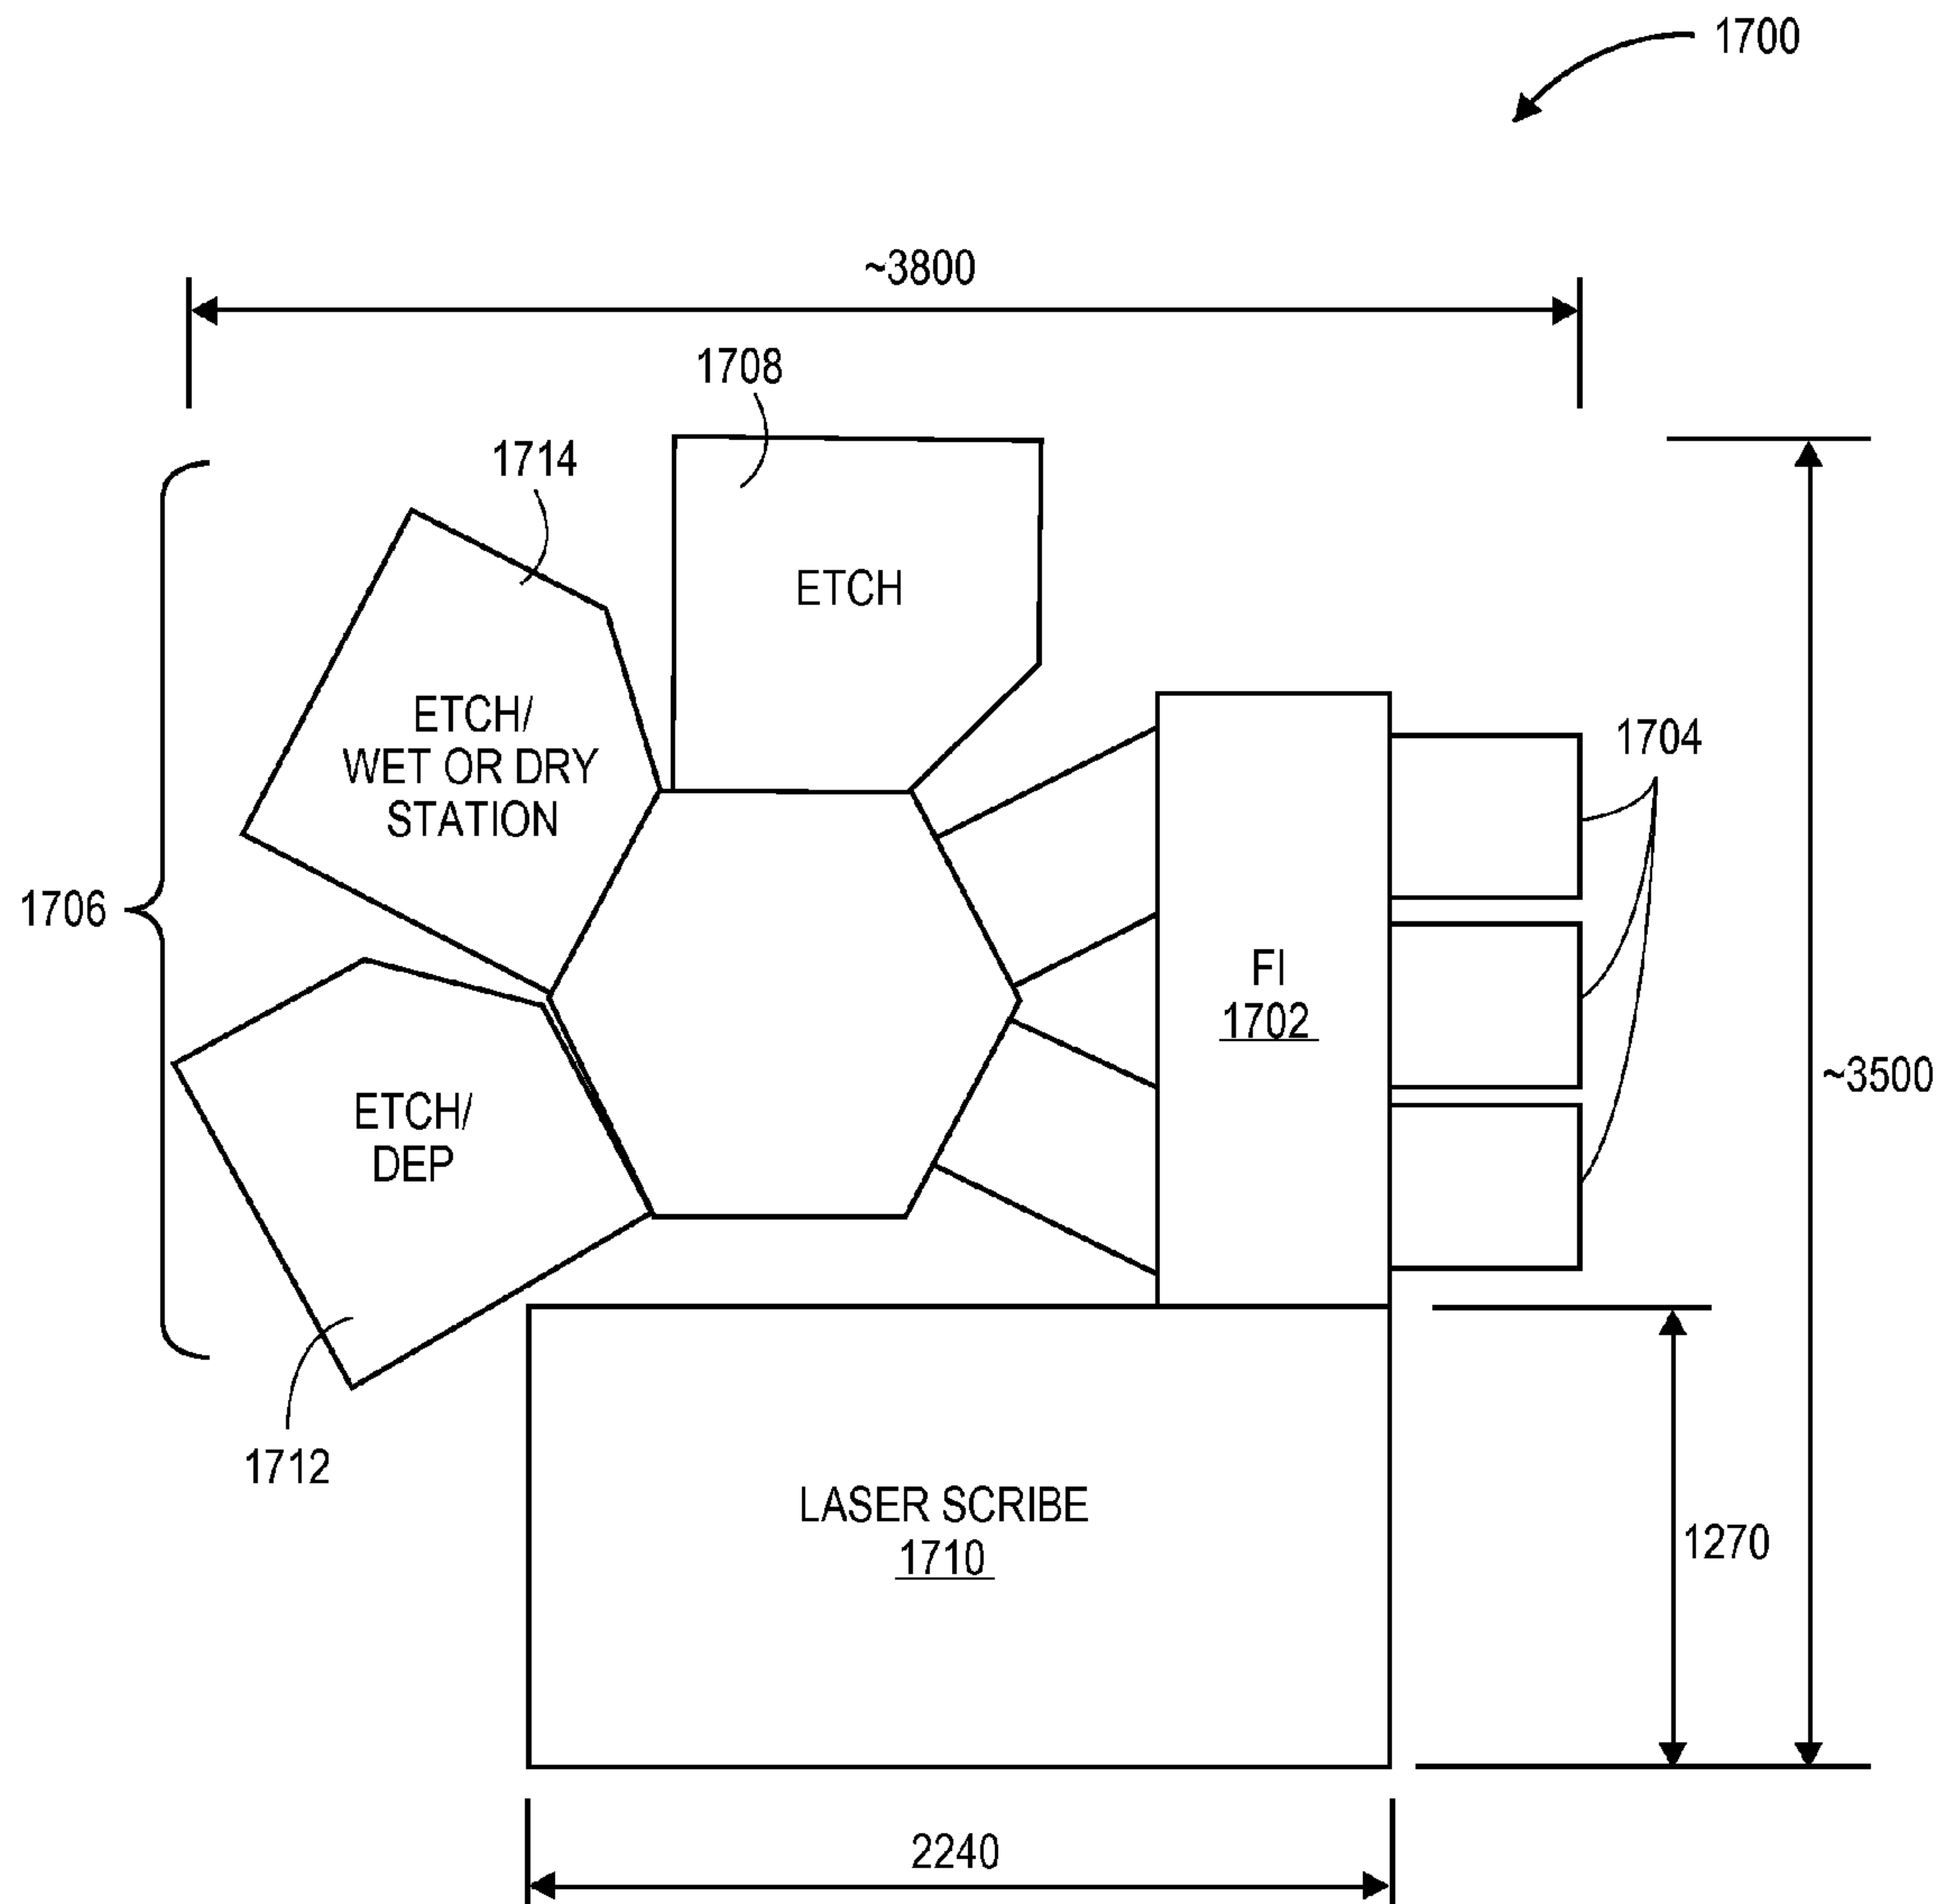 1700
~3800
1708
1714
ETCH
ETCH/
WET OR DRY
STATION
1704
1706
FI
1702
~3500
ETCH/
DEP
1712
LASER SCRIBE
1710
1270
2240